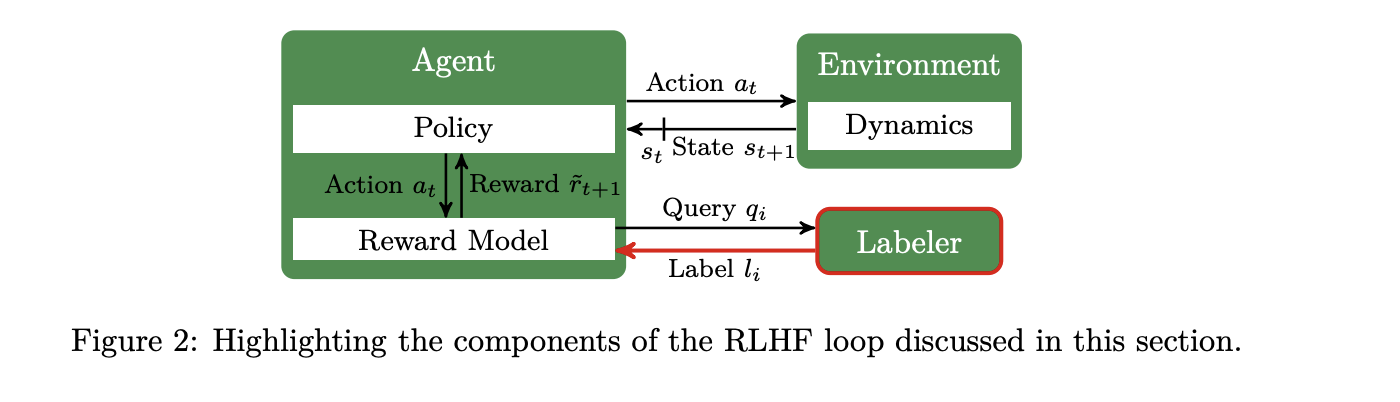 Agent
Environment
Action a_t
Policy
Dynamics
s_t State s_{t+1}
Action a_t Reward r̃_{t+1}
Query q_i
Reward Model
Labeler
Label l_i
Figure 2: Highlighting the components of the RLHF loop discussed in this section.